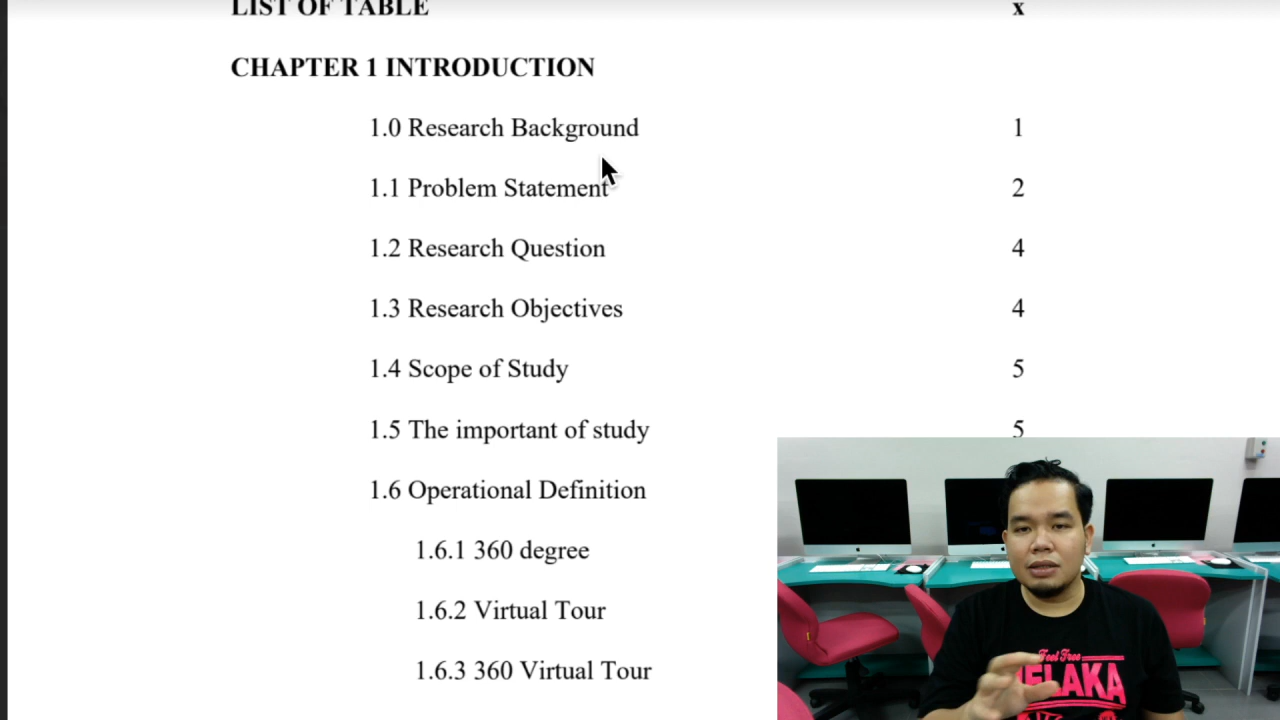 LIST OF TABLE x
CHAPTER 1 INTRODUCTION
1.0 Research Background 1
1.1 Problem Statement 2
1.2 Research Question 4
1.3 Research Objectives 4
1.4 Scope of Study 5
1.5 The important of study 5
1.6 Operational Definition
1.6.1 360 degree
1.6.2 Virtual Tour
1.6.3 360 Virtual Tour
Feel Free
MELAKA